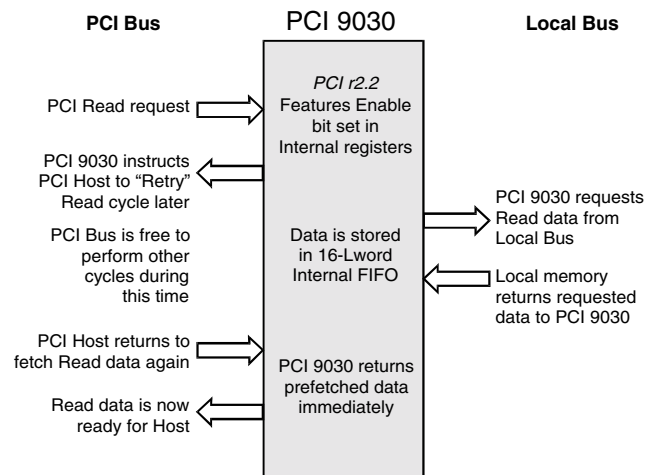 PCI Bus
PCI 9030
Local Bus
PCI r2.2
Features Enable
bit set in
Internal registers
PCI Read request
PCI 9030 instructs
PCI Host to “Retry”
Read cycle later
PCI 9030 requests
Read data from
Local Bus
PCI Bus is free to
perform other
cycles during
this time
Data is stored
in 16-Lword
Internal FIFO
Local memory
returns requested
data to PCI 9030
PCI Host returns to
fetch Read data again
PCI 9030 returns
prefetched data
immediately
Read data is now
ready for Host